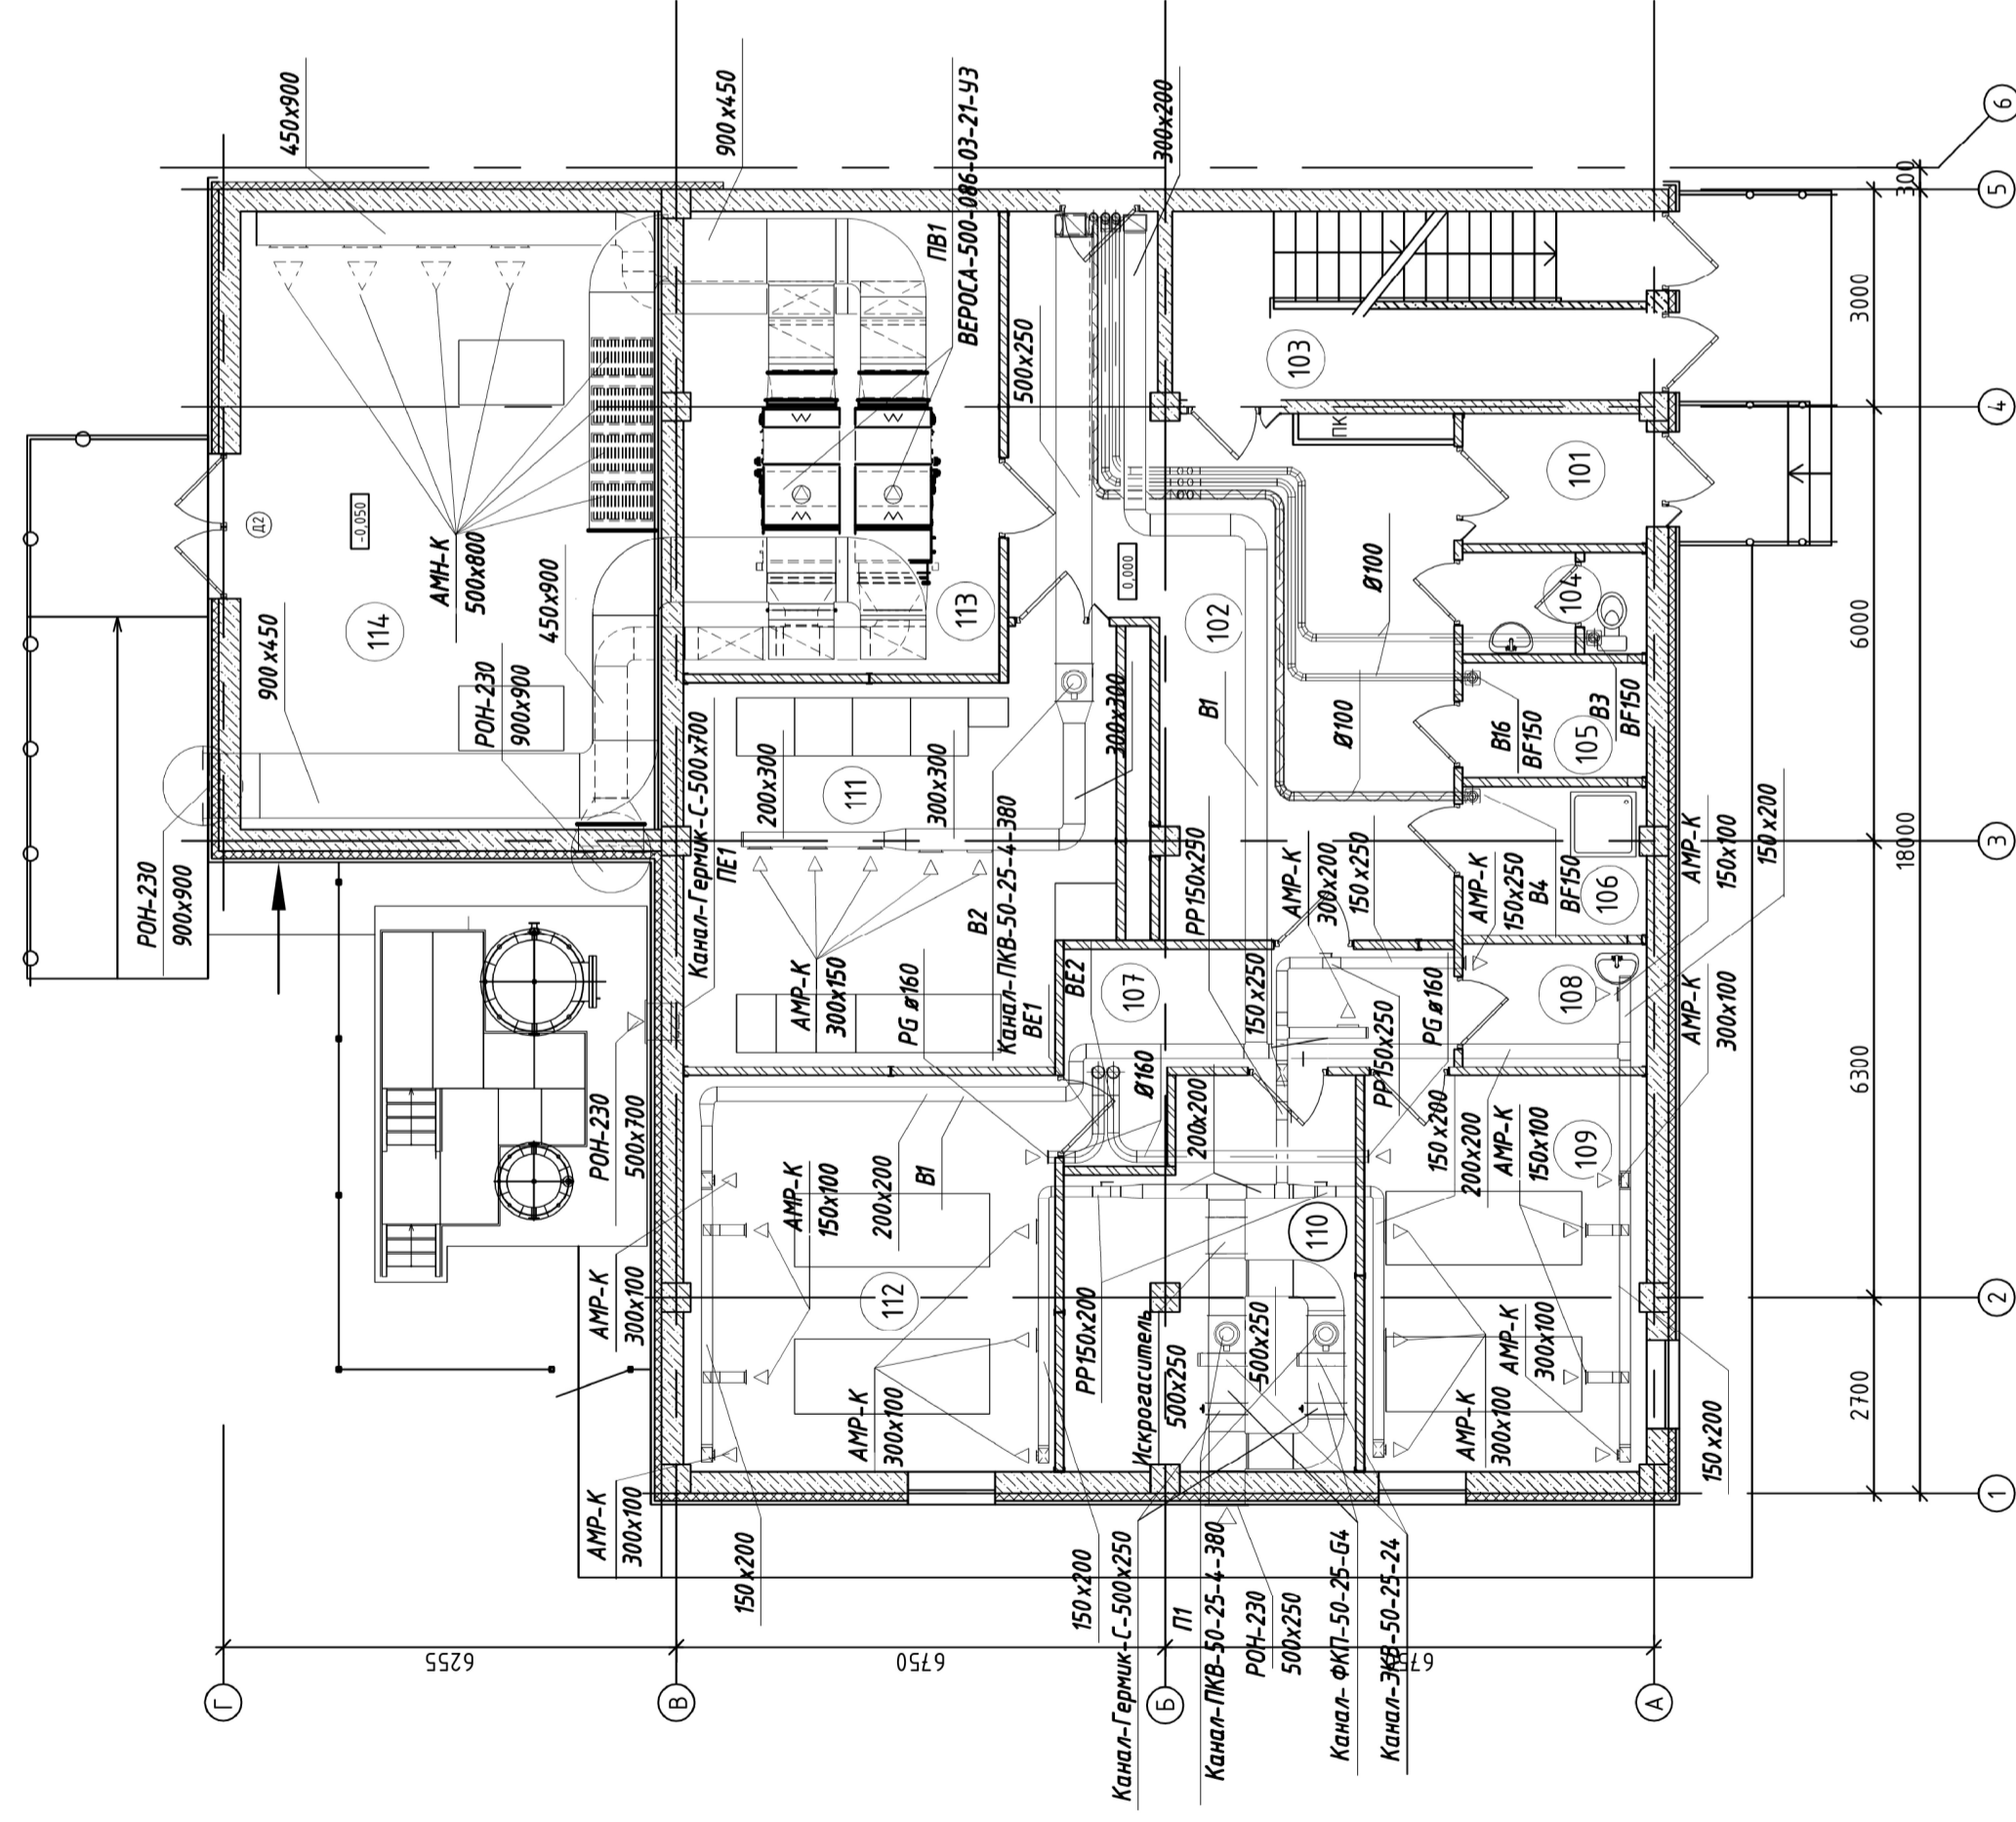 450x900
900x450
ПВ1
ВЕРОСА-500-086-03-21-У3
300x200
500x250
АМН-К
500x800
450x900
РОН-230
900x900
900x450
РОН-230
900x900
Д2
-0,050
114
113
103
ПК
101
0,000
102
Ø100
104
В1
Ø100
105
В16
BF150
В3
BF150
300x300
Канал-Гермик-С-500x700
ПЕ1
200x300
111
300x300
В2
Канал-ПКВ-50-25-4-380
РР150x250
АМР-К
300x200
150x250
АМР-К
150x250
В4
BF150
106
АМР-К
150x100
150x200
АМР-К
300x150
PG ø160
ВЕ1
ВЕ2
107
150x250
РР150x250
PG ø160
108
АМР-К
300x100
РОН-230
500x700
Ø160
200x200
150x200
200x200
АМР-К
150x100
109
АМР-К
150x100
200x200
В1
112
110
АМР-К
300x100
РР150x200
Искрогаситель
500x250
500x250
АМР-К
300x100
АМР-К
300x100
АМР-К
300x100
АМР-К
300x100
150x200
150x200
150x200
Канал-Гермик-С-500x250
П1
Канал-ПКВ-50-25-4-380
РОН-230
500x250
Канал- ФКП-50-25-G4
Канал-ЭКВ-50-25-24
6255
6750
6750
Г
В
Б
А
300
3000
6000
6300
2700
18000
6
5
4
3
2
1